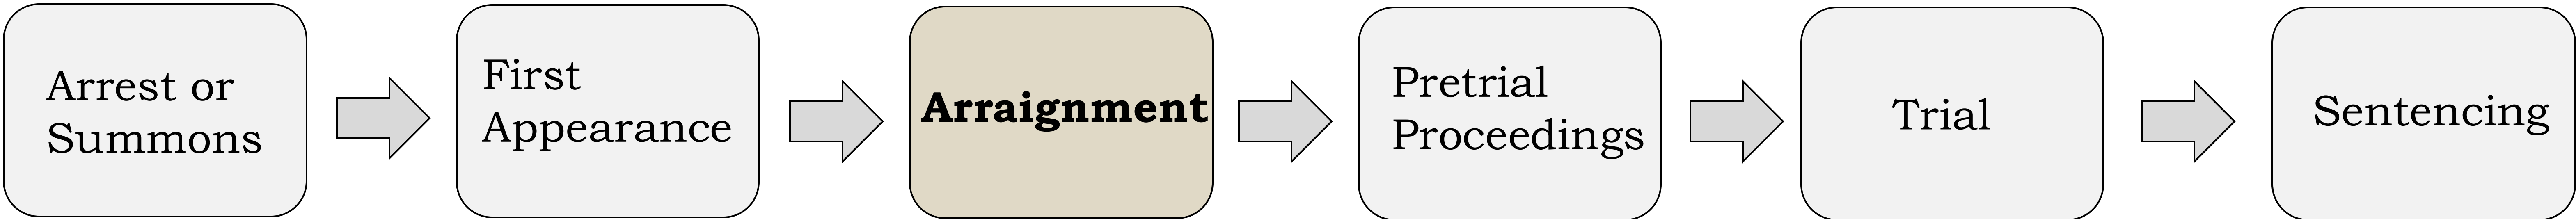 Arrest or
Summons
First
Appearance
Arraignment
Pretrial
Proceedings
Trial
Sentencing